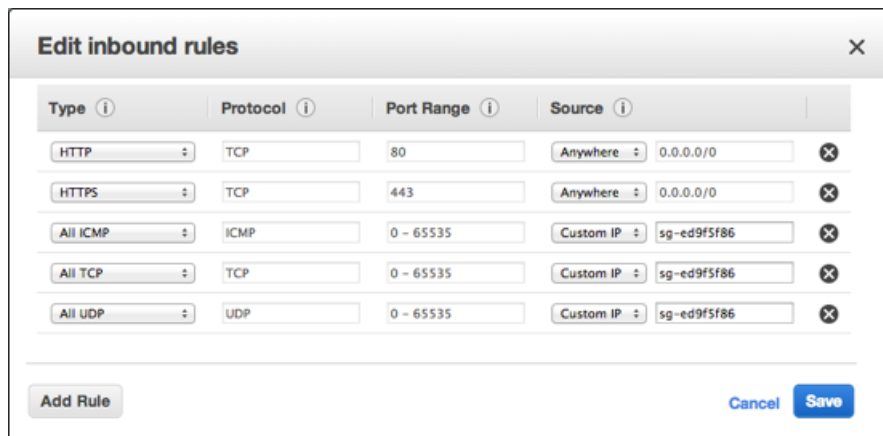 Edit inbound rules
Type Protocol Port Range Source
HTTP TCP 80 Anywhere 0.0.0.0/0
HTTPS TCP 443 Anywhere 0.0.0.0/0
All ICMP ICMP 0 - 65535 Custom IP sg-ed9f5f86
All TCP TCP 0 - 65535 Custom IP sg-ed9f5f86
All UDP UDP 0 - 65535 Custom IP sg-ed9f5f86
Add Rule Cancel Save